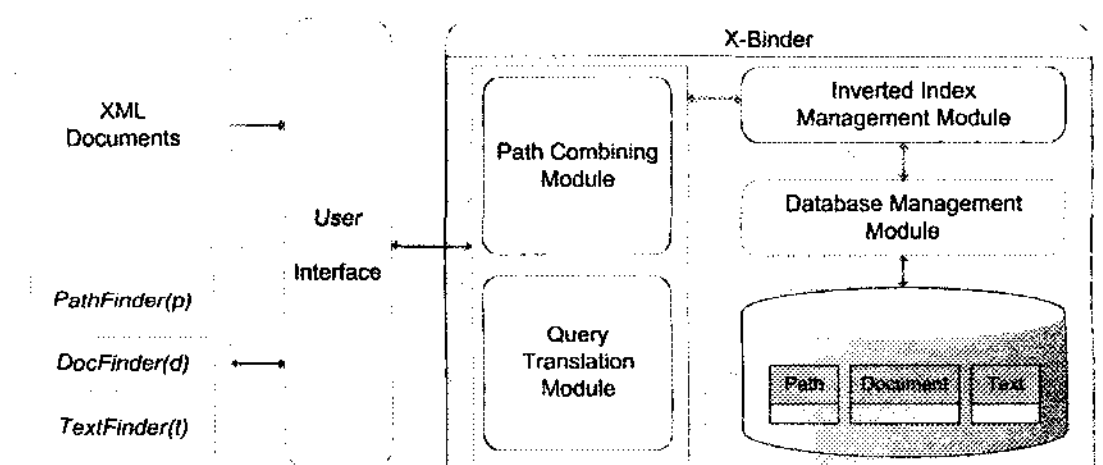 X-Binder
XML
Documents
User
Interface
PathFinder(p)
DocFinder(d)
TextFinder(t)
Path Combining
Module
Query
Translation
Module
Inverted Index
Management Module
Database Management
Module
Path
Document
Text